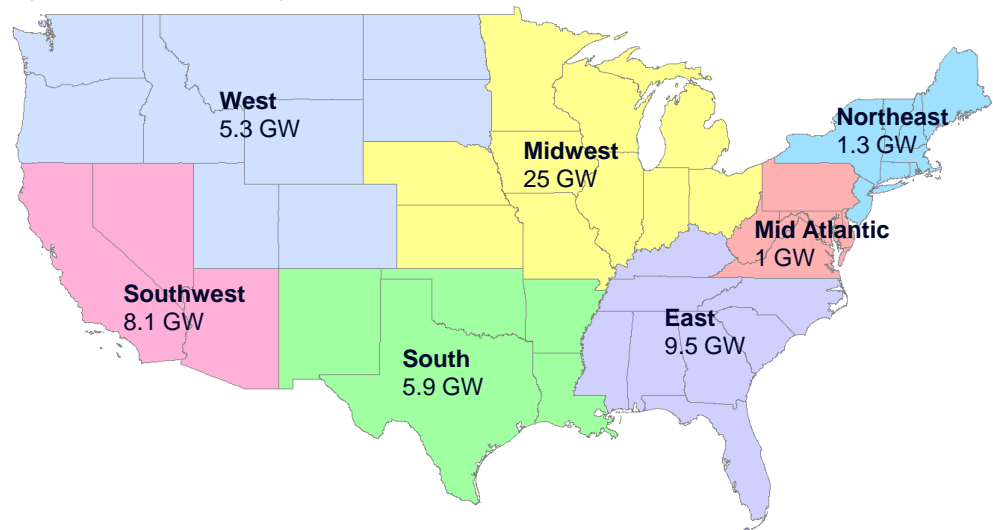 West
5.3 GW
Northeast
1.3 GW
Midwest
25 GW
Mid Atlantic
1 GW
Southwest
8.1 GW
East
9.5 GW
South
5.9 GW